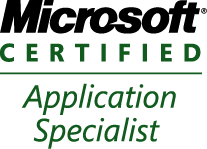 Microsoft®
CERTIFIED
Application
Specialist